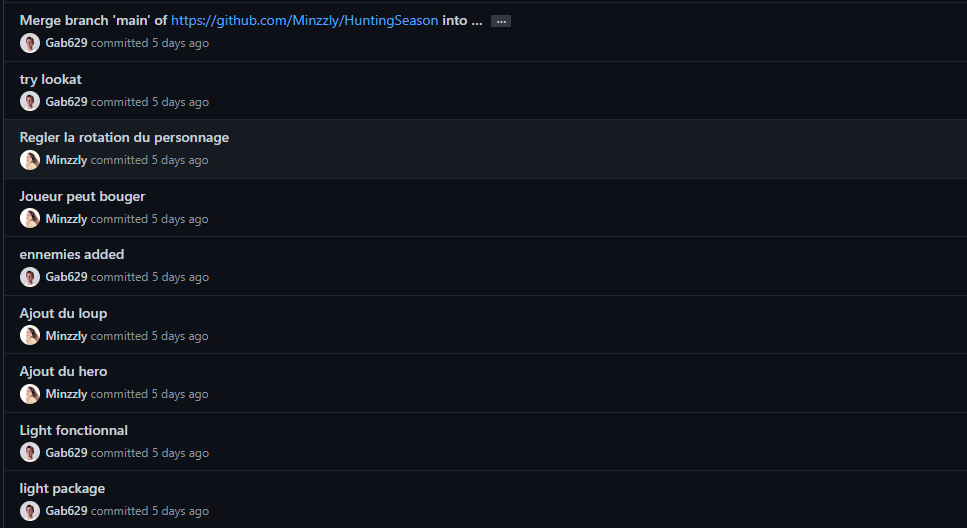 Merge branch 'main' of https://github.com/Minzzly/HuntingSeason into ... ...
Gab629 committed 5 days ago
try lookat
Gab629 committed 5 days ago
Regler la rotation du personnage
Minzzly committed 5 days ago
Joueur peut bouger
Minzzly committed 5 days ago
ennemies added
Gab629 committed 5 days ago
Ajout du loup
Minzzly committed 5 days ago
Ajout du hero
Minzzly committed 5 days ago
Light fonctionnal
Gab629 committed 5 days ago
light package
Gab629 committed 5 days ago